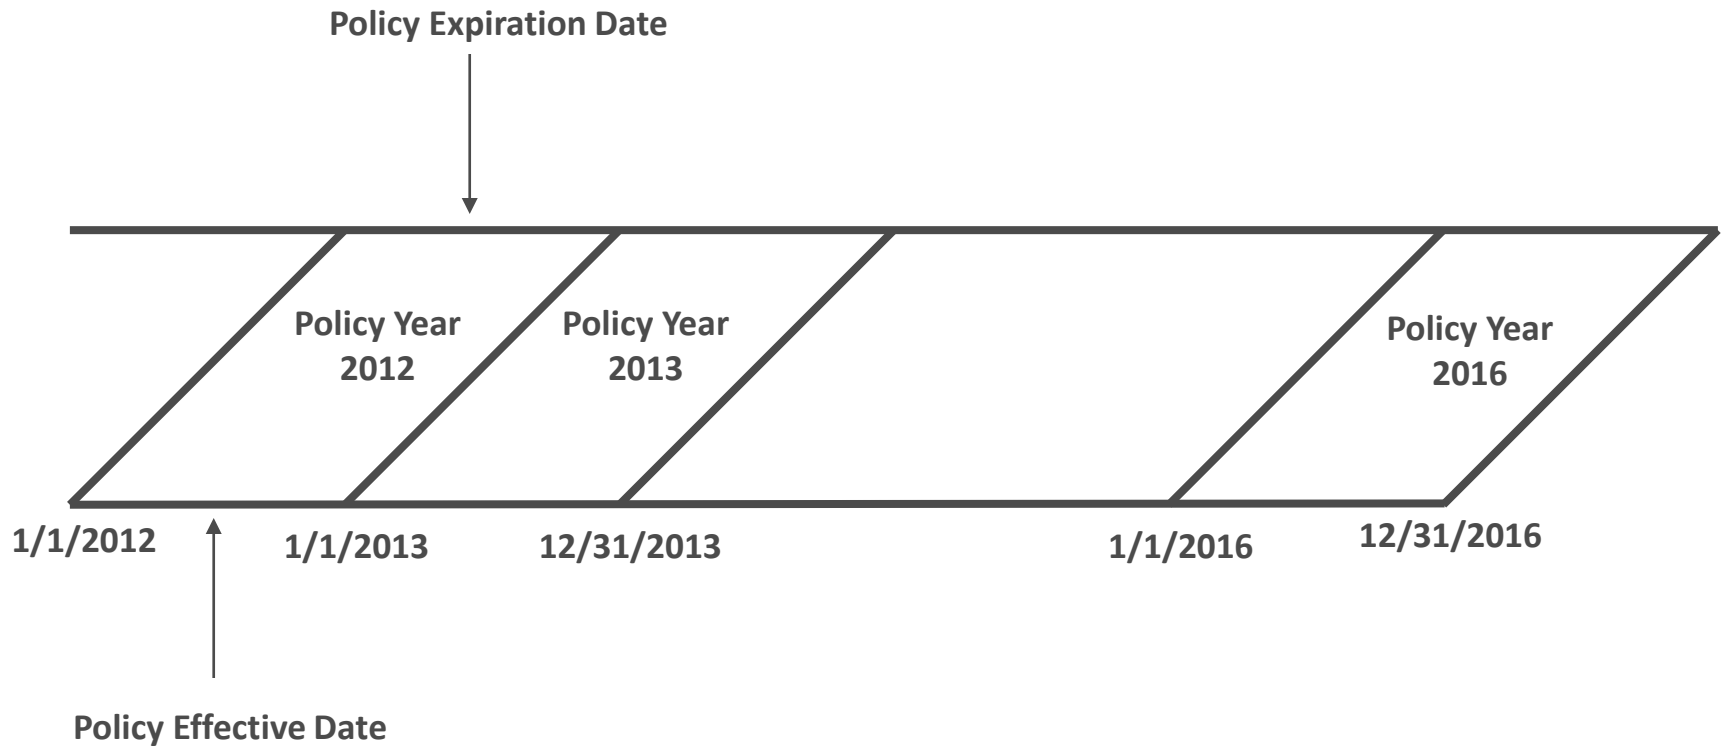 Policy Expiration Date
Policy Year
2012
Policy Year
2013
Policy Year
2016
1/1/2012
1/1/2013
12/31/2013
1/1/2016
12/31/2016
Policy Effective Date